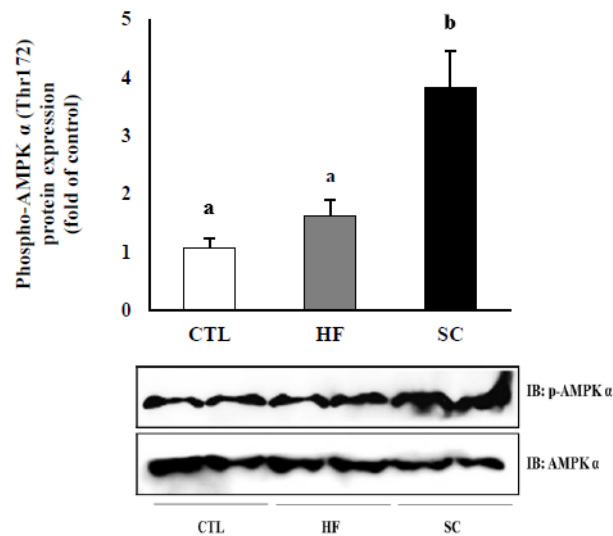 5
4
3
2
1
0
Phospho-AMPK α (Thr172)
protein expression
(fold of control)
a
a
b
CTL
HF
SC
IB: p-AMPK α
IB: AMPK α
CTL
HF
SC